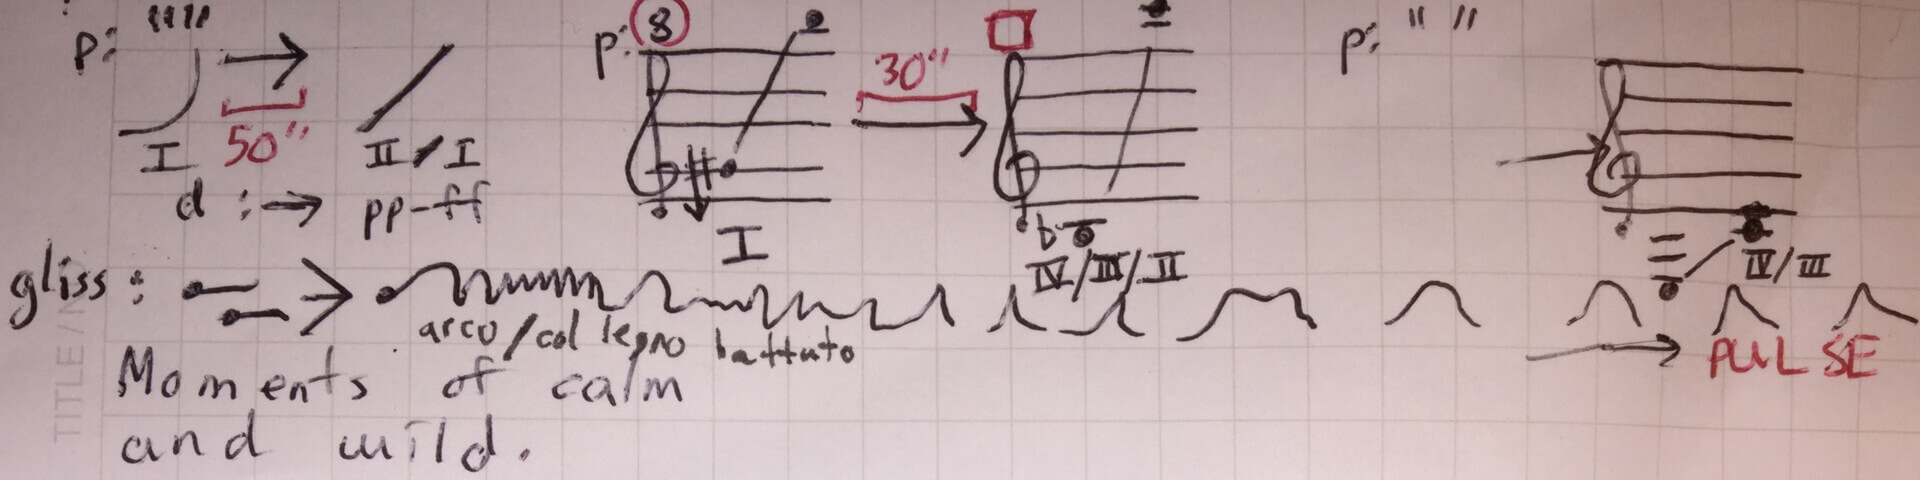 p: "" "" p: 8 p: " "
50" 30"
I II/I
d : → pp-ff I b IV/III/II IV/III
gliss :
arco/col legno battuto → PULSE
Moments of calm
and wild.
TITLE /